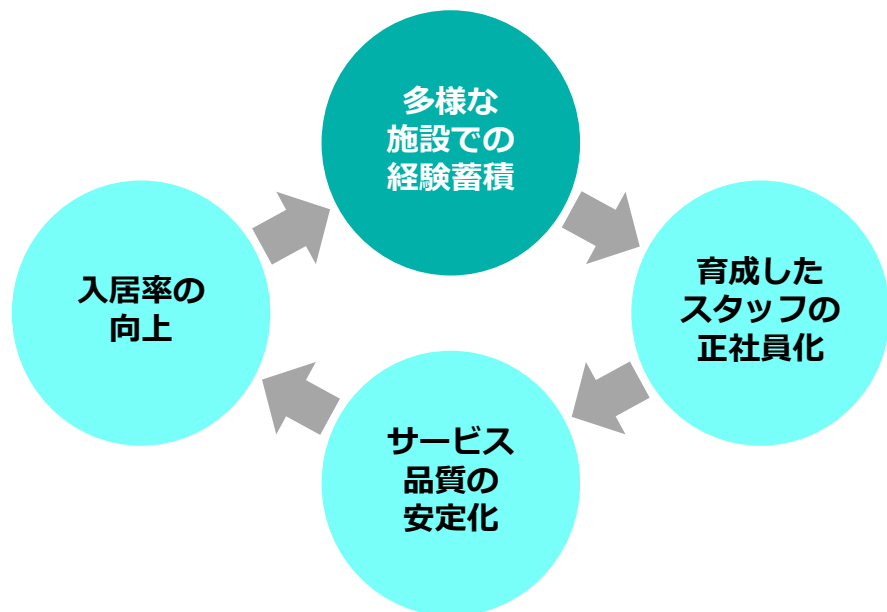 多様な
施設での
経験蓄積
育成した
スタッフの
正社員化
サービス
品質の
安定化
入居率の
向上